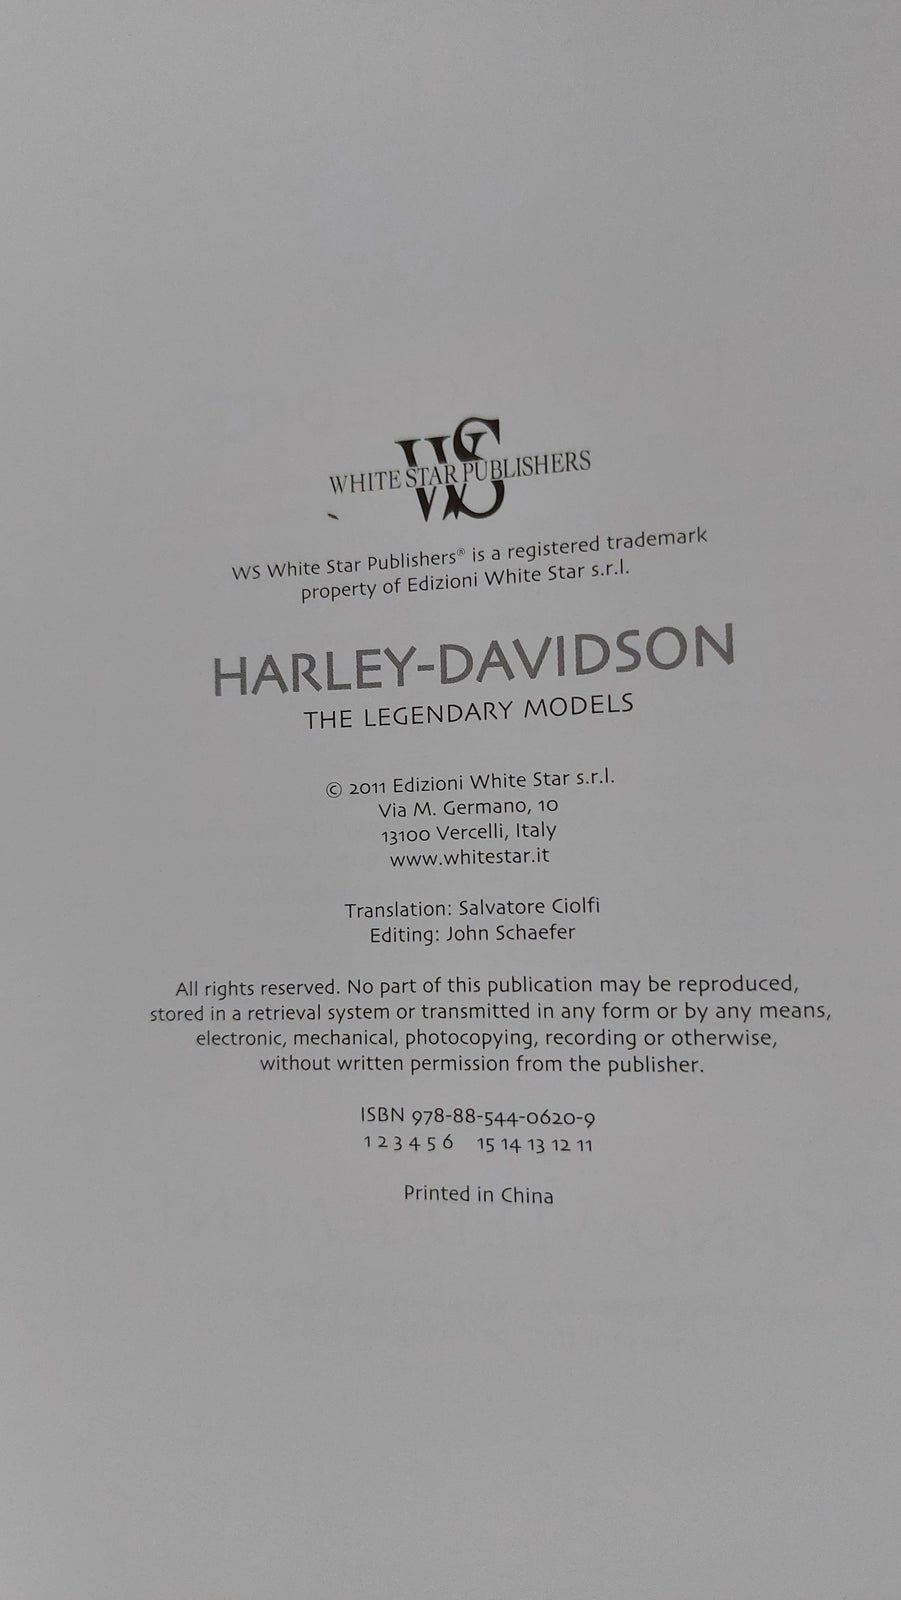 WS
WHITE STAR PUBLISHERS
WS White Star Publishers® is a registered trademark
property of Edizioni White Star s.r.l.
HARLEY-DAVIDSON
THE LEGENDARY MODELS
© 2011 Edizioni White Star s.r.l.
Via M. Germano, 10
13100 Vercelli, Italy
www.whitestar.it
Translation: Salvatore Ciolfi
Editing: John Schaefer
All rights reserved. No part of this publication may be reproduced,
stored in a retrieval system or transmitted in any form or by any means,
electronic, mechanical, photocopying, recording or otherwise,
without written permission from the publisher.
ISBN 978-88-544-0620-9
1 2 3 4 5 6 15 14 13 12 11
Printed in China